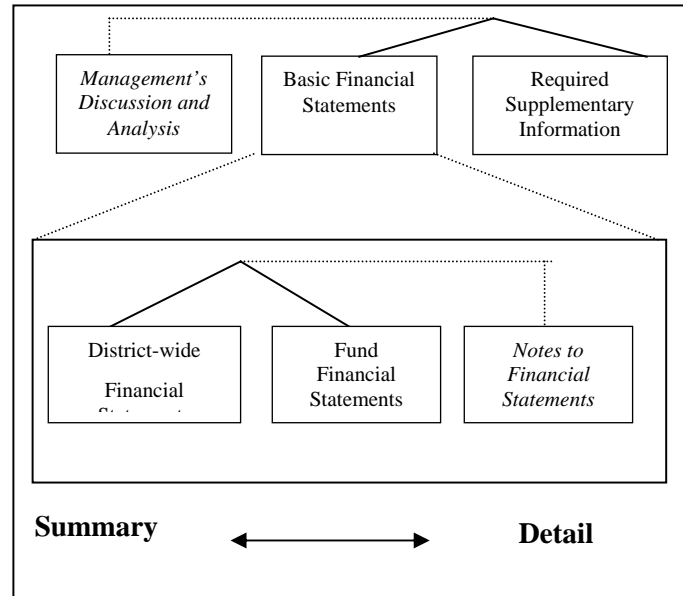 Management's
Discussion and
Analysis
Basic Financial
Statements
Required
Supplementary
Information
District-wide
Financial
Fund
Financial
Statements
Notes to
Financial
Statements
Summary
Detail